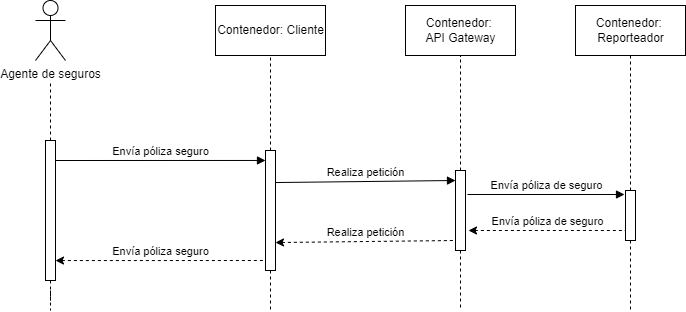 Agente de seguros
Contenedor: Cliente
Contenedor:
API Gateway
Contenedor:
Reporteador
Envía póliza seguro
Realiza petición
Envía póliza de seguro
Envía póliza de seguro
Realiza petición
Envía póliza seguro